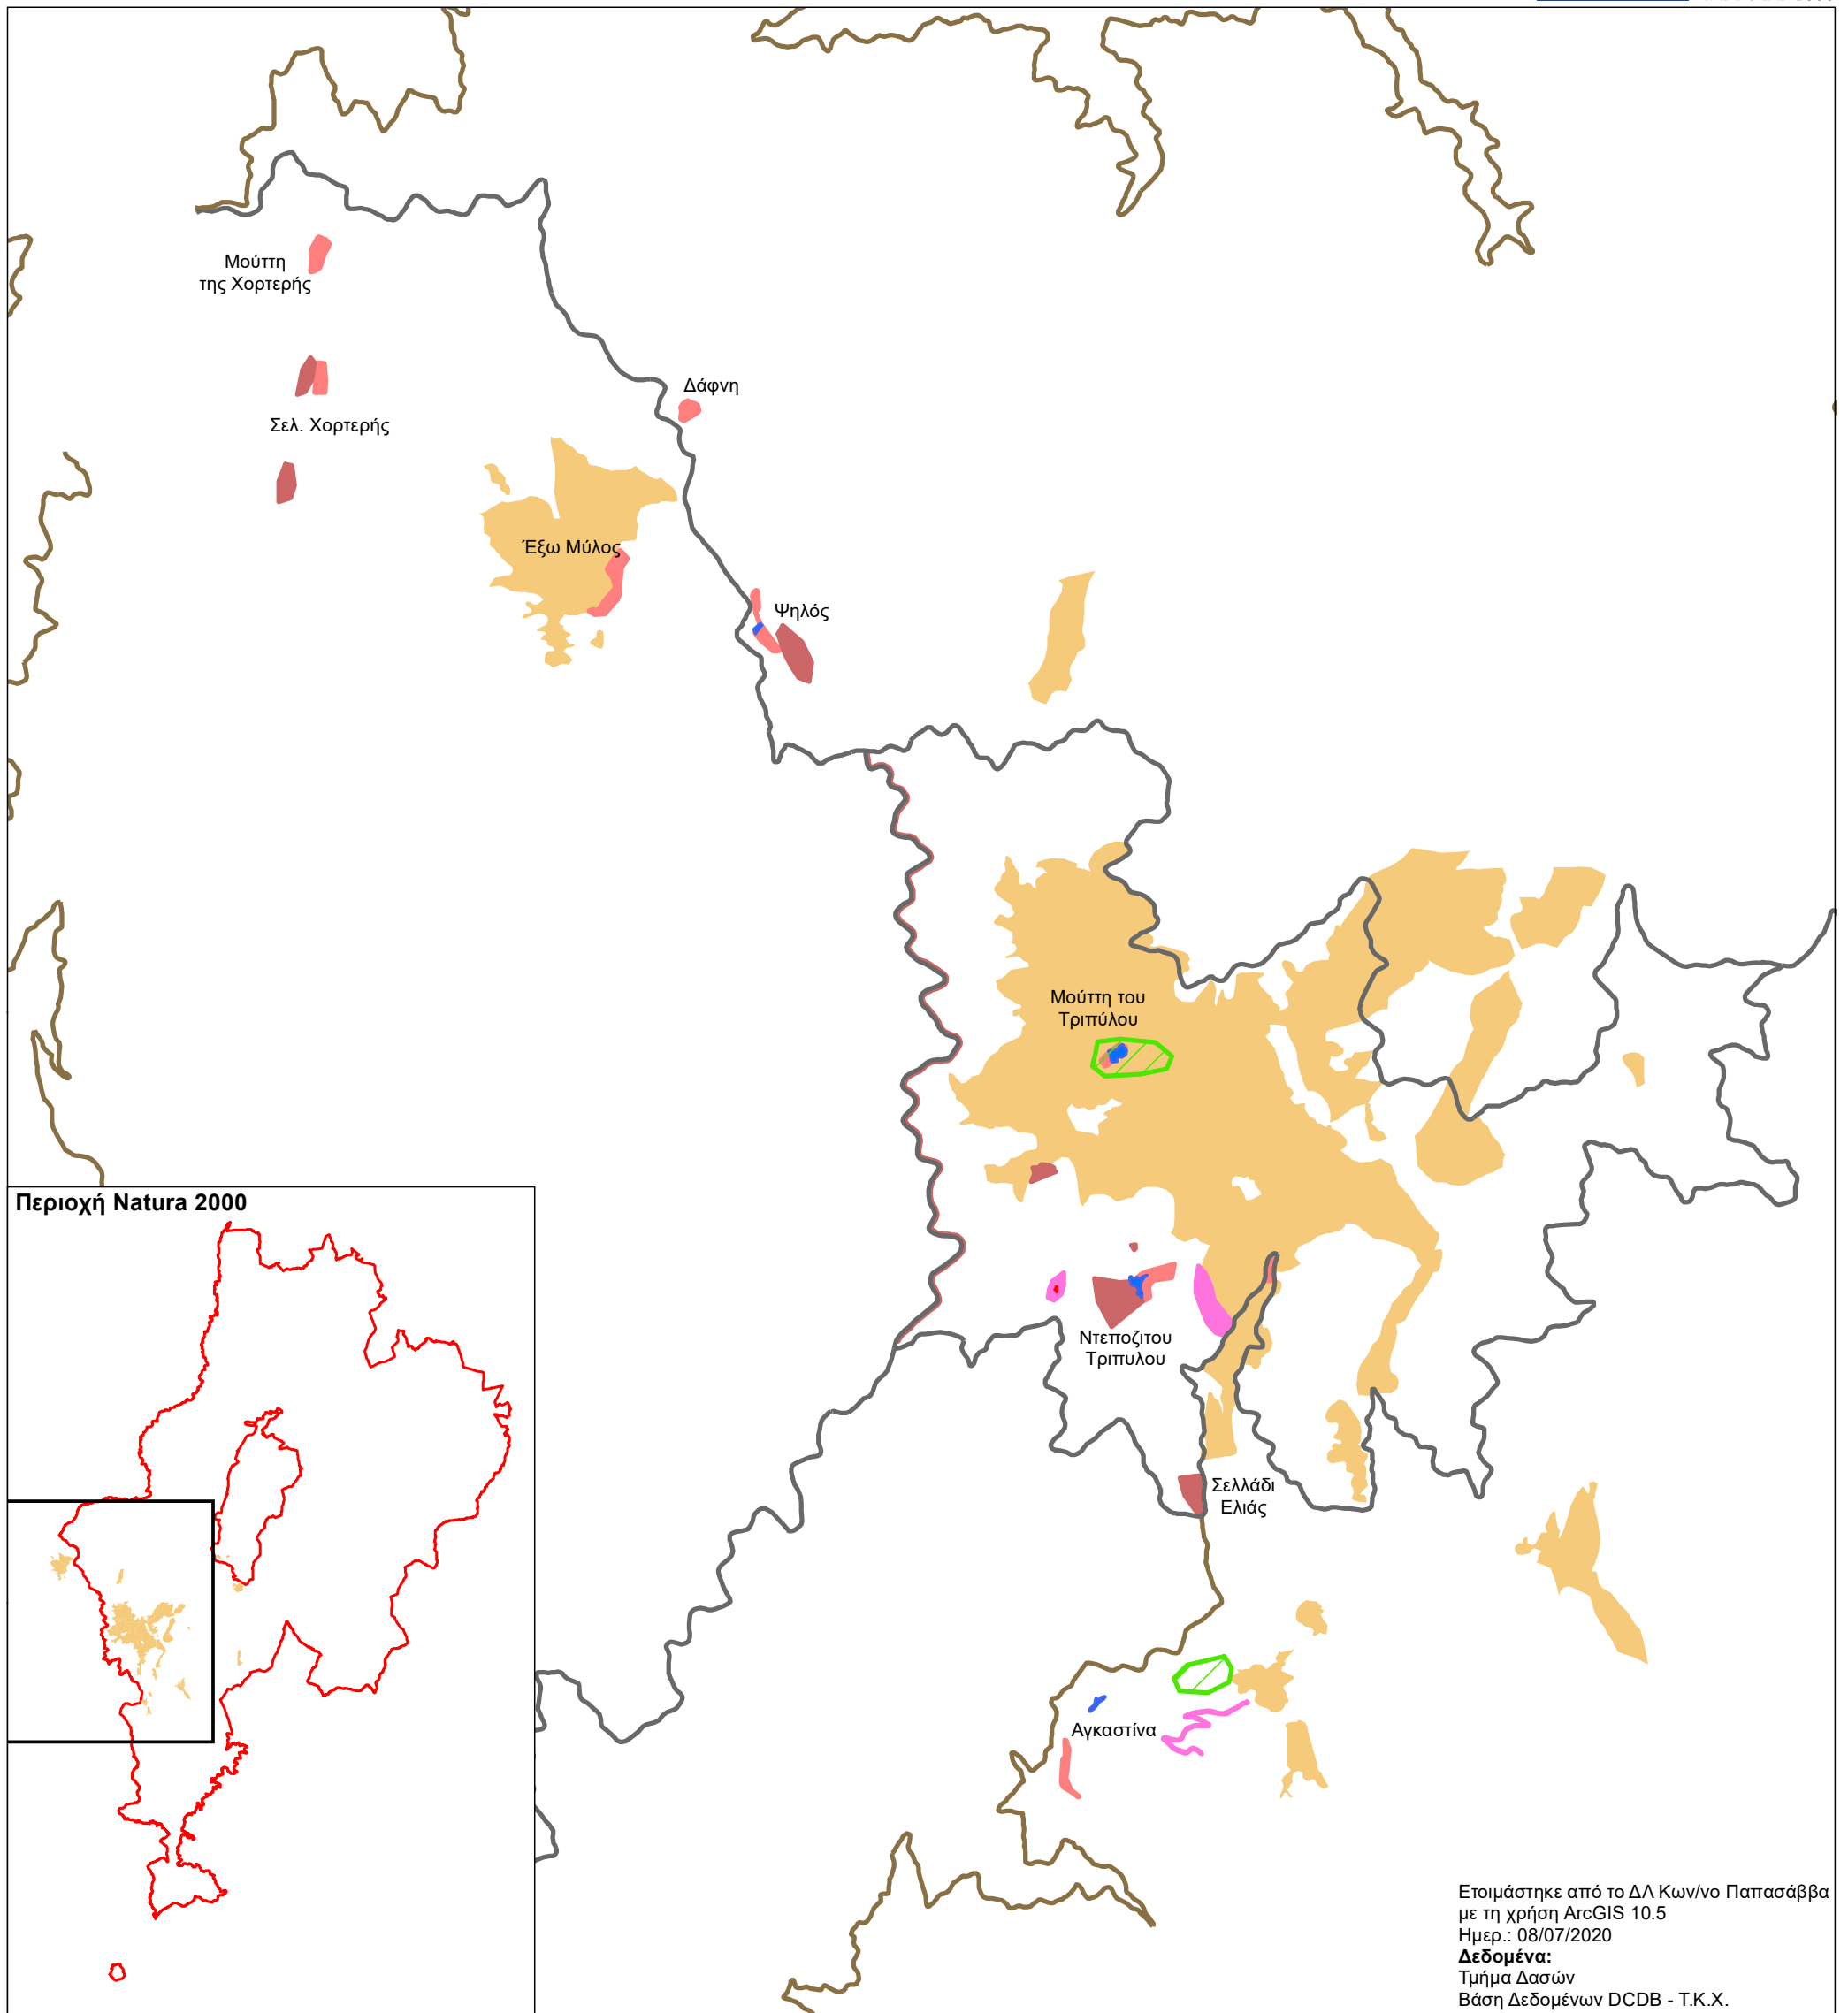 Μούττη
της Χορτερής
Δάφνη
Σελ. Χορτερής
Έξω Μύλος
Ψηλός
Μούττη του
Τριπύλου
Περιοχή Natura 2000
Ντεποζιτου
Τριπυλου
Σελλάδι
Ελιάς
Αγκαστίνα
Ετοιμάστηκε από το ΔΛ Κων/νο Παπασάββα
με τη χρήση ArcGIS 10.5
Ημερ.: 08/07/2020
Δεδομένα:
Τμήμα Δασών
Βάση Δεδομένων DCDB - Τ.Κ.Χ.